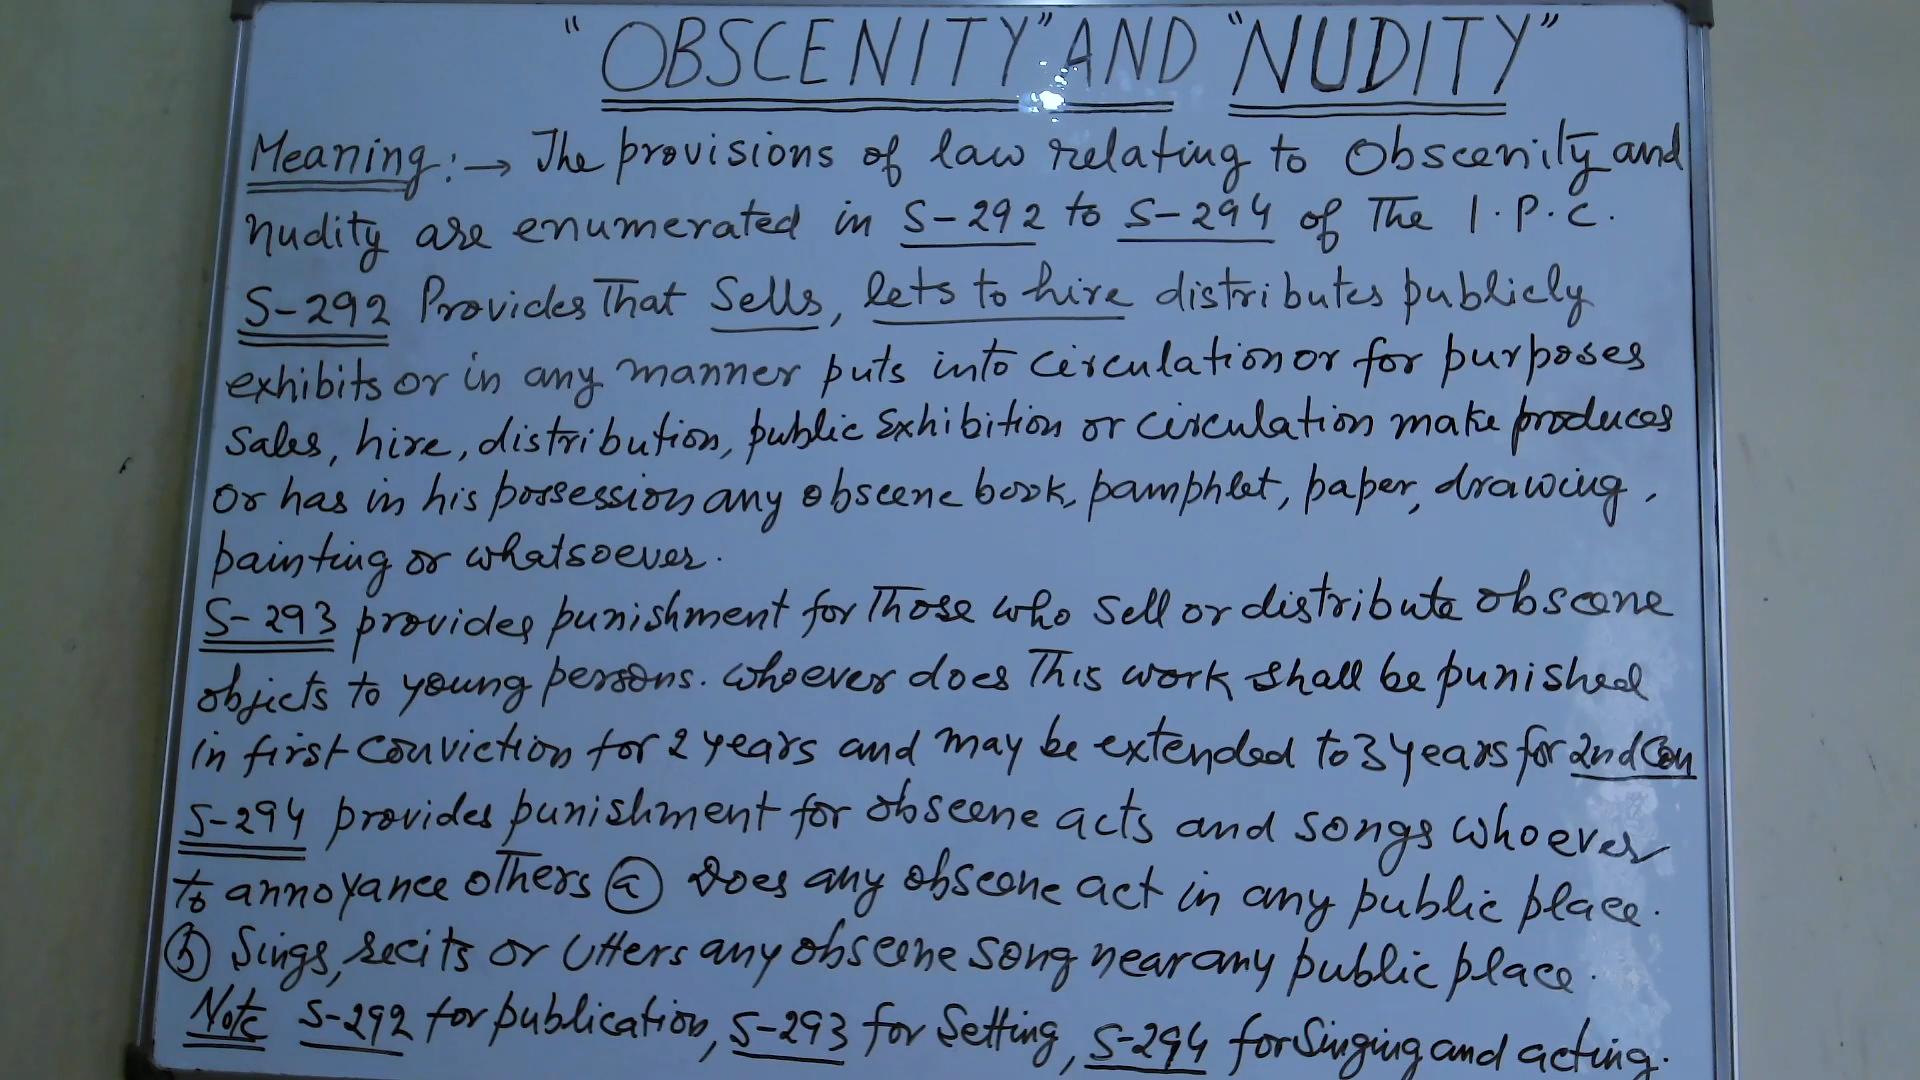 "OBSCENITY" AND "NUDITY"
Meaning:→ The provisions of law relating to Obscenity and
nudity are enumerated in S-292 to S-294 of The I.P.C.
S-292 Provides That Sells, lets to hire distributes publicly
exhibits or in any manner puts into circulation or for purposes
Sales, hire, distribution, public Exhibition or circulation make produces
Or has in his possession any obscene book, pamphlet, paper, drawing,
painting or whatsoever.
S-293 provides punishment for Those who sell or distribute obscene
objects to young persons. whoever does This work shall be punished
in first conviction for 2 years and may be extended to 3 years for 2nd Con
S-294 provides punishment for obscene acts and songs whoever
to annoyance others (a) Does any obscene act in any public place.
(b) Sings, recits or Utters any obscene song near any public place.
Note S-292 for publication, S-293 for Setting, S-294 for Singing and acting.